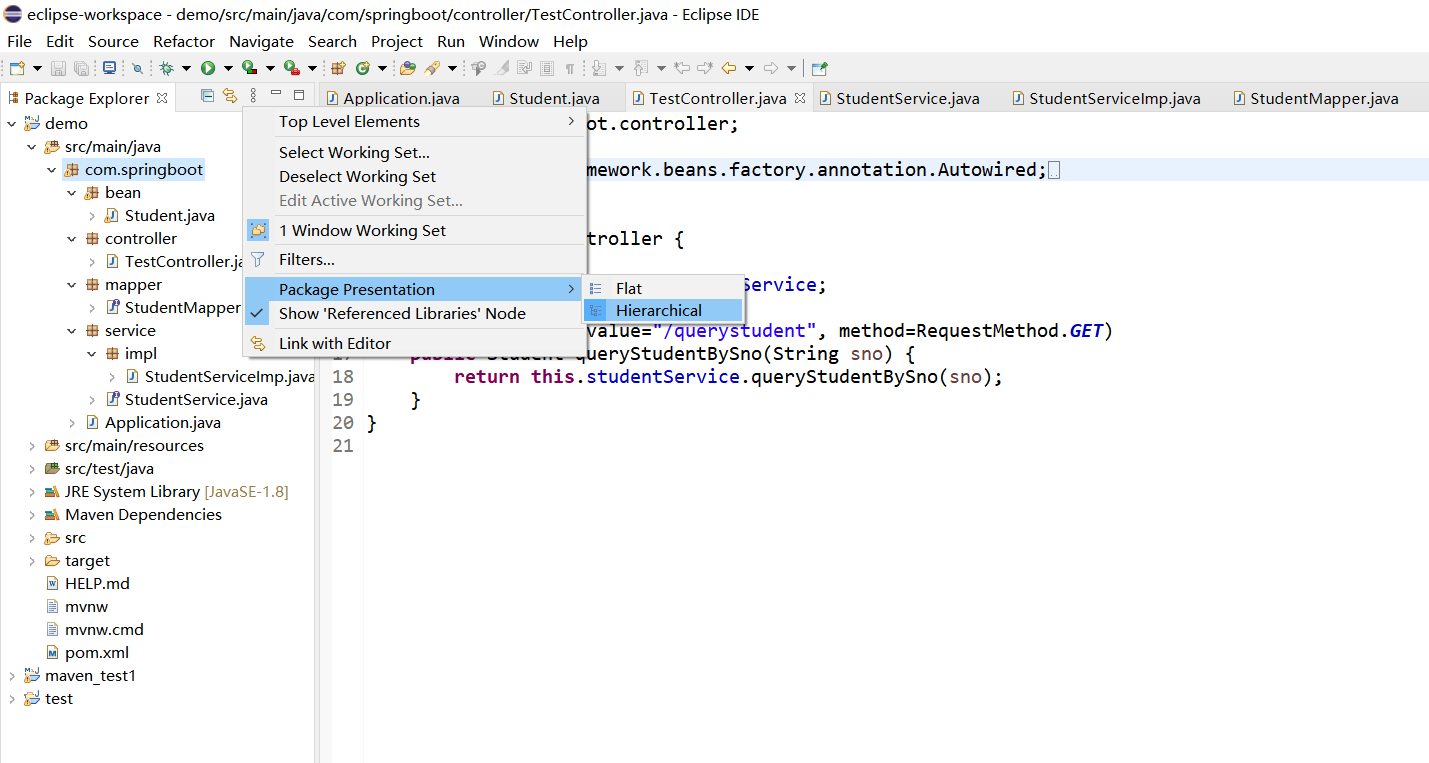 eclipse-workspace - demo/src/main/java/com/springboot/controller/TestController.java - Eclipse IDE
File Edit Source Refactor Navigate Search Project Run Window Help
Package Explorer
Application.java Student.java TestController.java StudentService.java StudentServiceImp.java StudentMapper.java
demo
src/main/java
com.springboot
bean
Student.java
controller
TestController.ja
mapper
StudentMapper
service
impl
StudentServiceImp.java
StudentService.java
Application.java
src/main/resources
src/test/java
JRE System Library [JavaSE-1.8]
Maven Dependencies
src
target
HELP.md
mvnw
mvnw.cmd
pom.xml
maven_test1
test
Top Level Elements
Select Working Set...
Deselect Working Set
Edit Active Working Set...
1 Window Working Set
Filters...
Package Presentation
Show 'Referenced Libraries' Node
Link with Editor
Flat
Hierarchical
ot.controller;
mework.beans.factory.annotation.Autowired;
troller {
Service;
value="/querystudent", method=RequestMethod.GET)
public Student queryStudentBySno(String sno) {
18 return this.studentService.queryStudentBySno(sno);
19 }
20 }
21